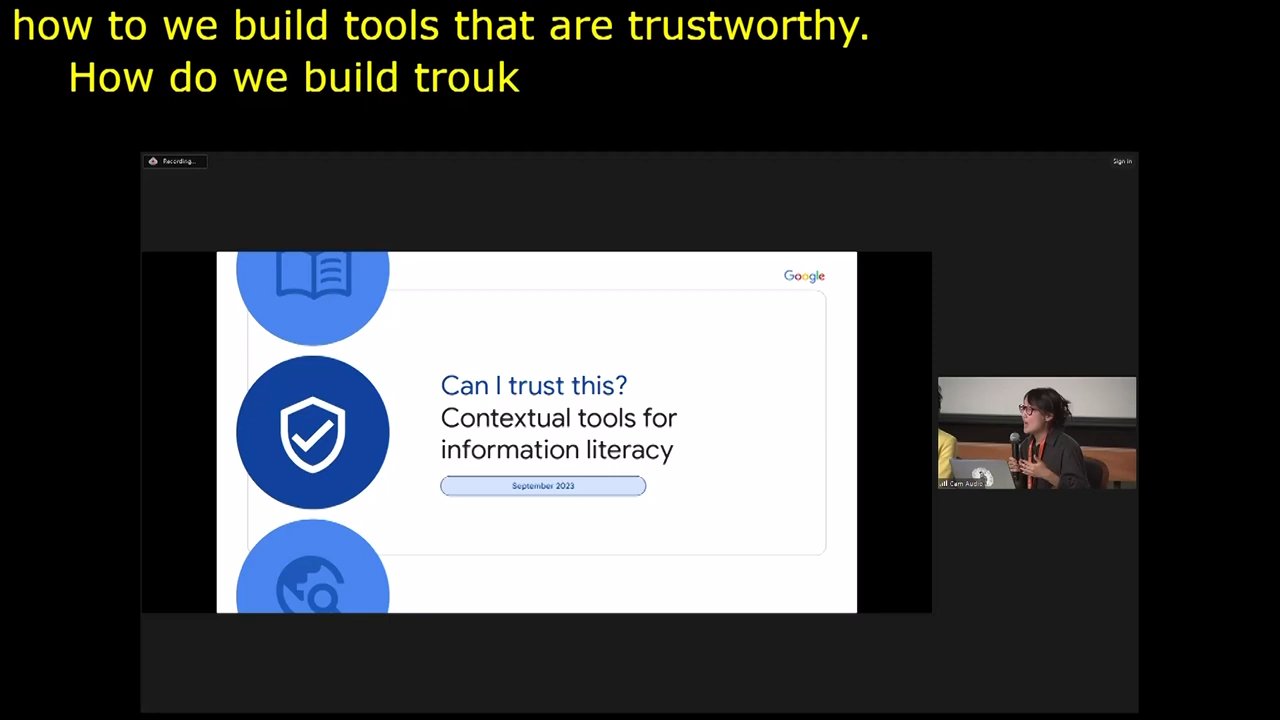 how to we build tools that are trustworthy.
How do we build trouk
Recording...
Sign in
Google
Can I trust this?
Contextual tools for
information literacy
September 2023